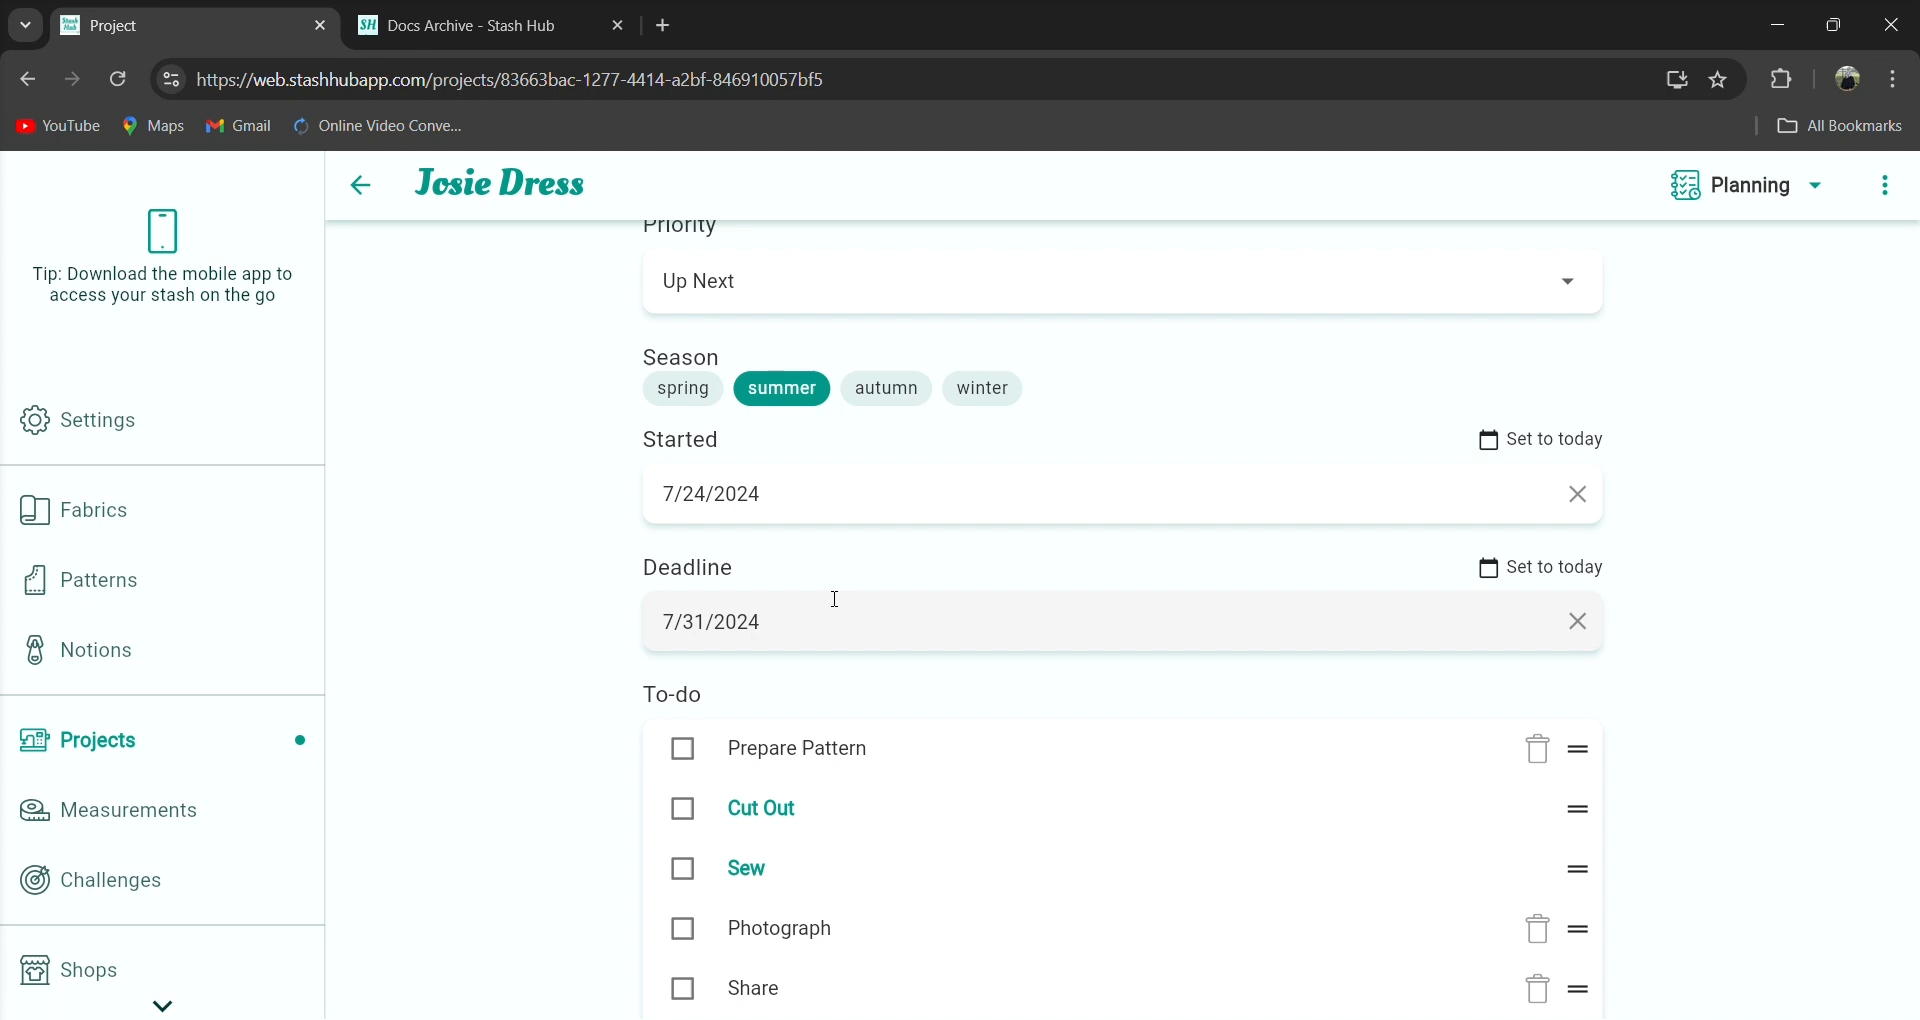 Project
SH Docs Archive - Stash Hub
https://web.stashhubapp.com/projects/83663bac-1277-4414-a2bf-846910057bf5
YouTube
Maps
Gmail
Online Video Conve...
All Bookmarks
Tip: Download the mobile app to
access your stash on the go
Settings
Fabrics
Patterns
Notions
Projects
Measurements
Challenges
Shops
Josie Dress
Planning
Priority
Up Next
Season
spring summer autumn winter
Started
Set to today
7/24/2024
Deadline
Set to today
7/31/2024
To-do
Prepare Pattern
Cut Out
Sew
Photograph
Share